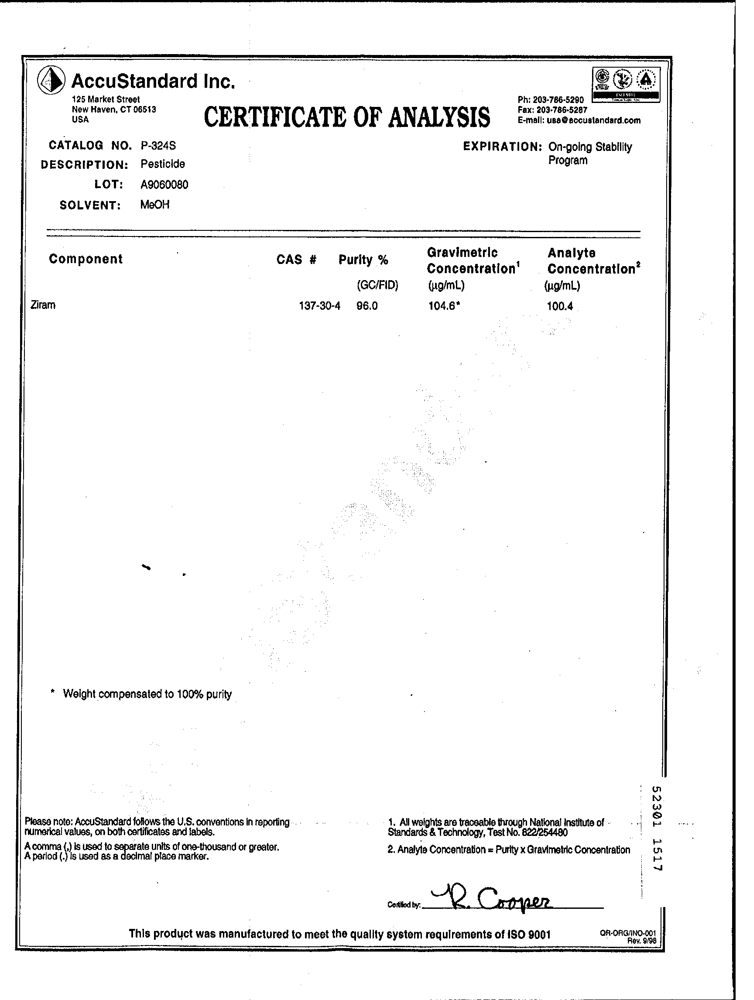 AccuStandard Inc.
125 Market Street
New Haven, CT 06513
USA
CERTIFICATE OF ANALYSIS
Ph: 203-786-5290
Fax: 203-786-5287
E-mail: usa@accustandard.com
CATALOG NO. P-324S
DESCRIPTION: Pesticide
LOT: A9060080
SOLVENT: MeOH
EXPIRATION: On-going Stability
Program
Component CAS # Purity % Gravimetric Concentration¹ Analyte Concentration²
(GC/FID) (µg/mL) (µg/mL)
Ziram 137-30-4 96.0 104.6* 100.4
* Weight compensated to 100% purity
Please note: AccuStandard follows the U.S. conventions in reporting
numerical values, on both certificates and labels.
A comma (,) is used to separate units of one-thousand or greater.
A period (.) is used as a decimal place marker.
1. All weights are traceable through National Institute of
Standards & Technology, Test No. 822/254480
2. Analyte Concentration = Purity x Gravimetric Concentration
Certified by: R. Cooper
This product was manufactured to meet the quality system requirements of ISO 9001
QR-ORG/INO-001
Rev. 9/98
52301 1517